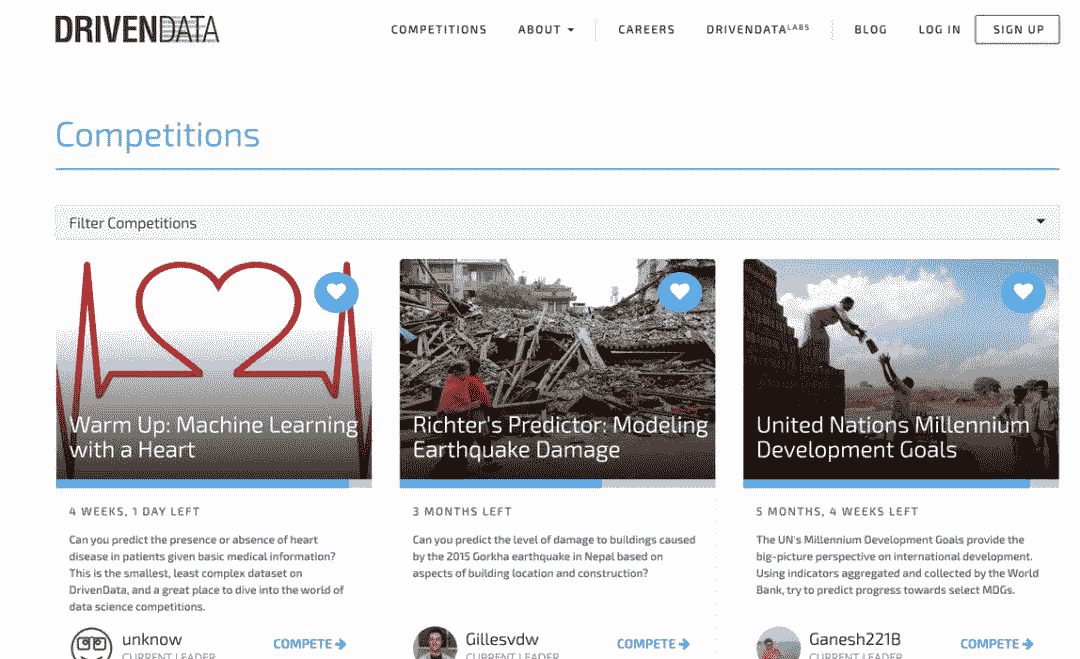 DRIVENDATA
COMPETITIONS
ABOUT
CAREERS
DRIVENDATALABS
BLOG
LOG IN
SIGN UP
Competitions
Filter Competitions
Warm Up: Machine Learning
with a Heart
4 WEEKS, 1 DAY LEFT
Can you predict the presence or absence of heart
disease in patients given basic medical information?
This is the smallest, least complex dataset on
DrivenData, and a great place to dive into the world of
data science competitions.
unknow
COMPETE
CURRENT LEADER
Richter's Predictor: Modeling
Earthquake Damage
3 MONTHS LEFT
Can you predict the level of damage to buildings caused
by the 2015 Gorkha earthquake in Nepal based on
aspects of building location and construction?
Gillesvdw
COMPETE
CURRENT LEADER
United Nations Millennium
Development Goals
5 MONTHS, 4 WEEKS LEFT
The UN's Millennium Development Goals provide the
big-picture perspective on international development.
Using indicators aggregated and collected by the World
Bank, try to predict progress towards select MDGs.
Ganesh221B
COMPETE
CURRENT LEADER